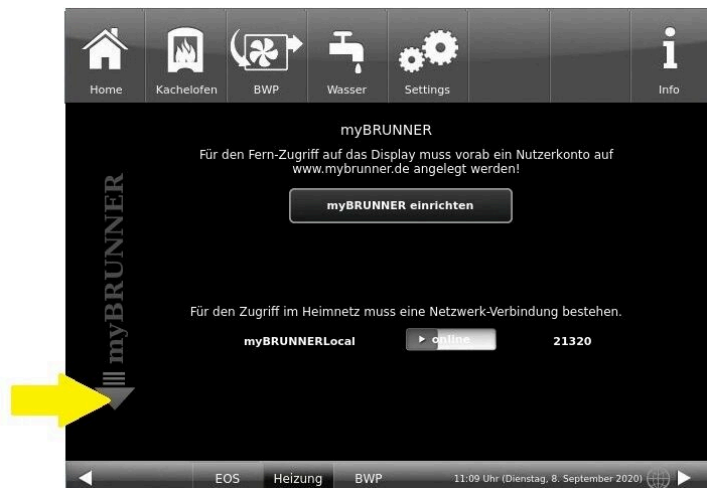 Home
Kachelofen
BWP
Wasser
Settings
Info
myBRUNNER
Für den Fern-Zugriff auf das Display muss vorab ein Nutzerkonto auf
www.mybrunner.de angelegt werden!
myBRUNNER einrichten
myBRUNNER
Für den Zugriff im Heimnetz muss eine Netzwerk-Verbindung bestehen.
myBRUNNERLocal
online
21320
EOS
Heizung
BWP
11:09 Uhr (Dienstag, 8. September 2020)